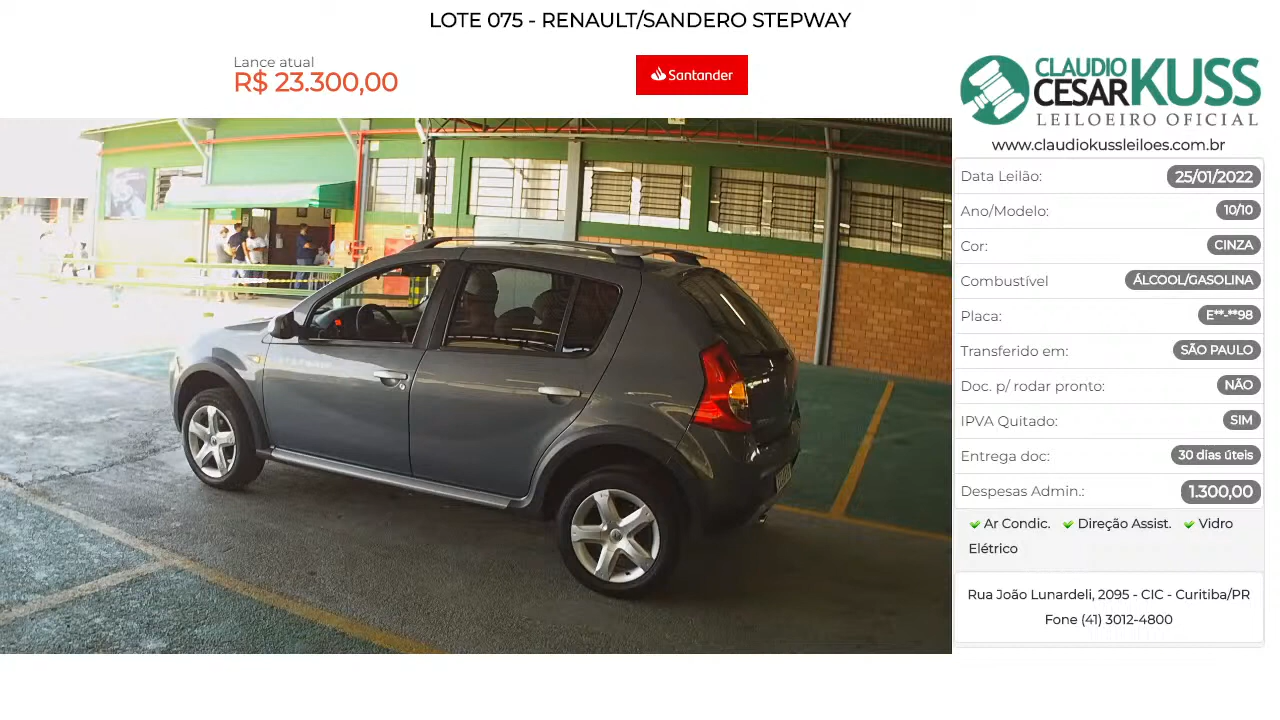 LOTE 075 - RENAULT/SANDERO STEPWAY
Lance atual
R$ 23.300,00
Santander
CLAUDIO
CESAR
KUSS
LEILOEIRO OFICIAL
www.claudiokussleiloes.com.br
Data Leilão: 25/01/2022
Ano/Modelo: 10/10
Cor: CINZA
Combustível ÁLCOOL/GASOLINA
Placa: E**-**98
Transferido em: SÃO PAULO
Doc. p/ rodar pronto: NÃO
IPVA Quitado: SIM
Entrega doc: 30 dias úteis
Despesas Admin.: 1.300,00
Ar Condic. Direção Assist. Vidro
Elétrico
Rua João Lunardeli, 2095 - CIC - Curitiba/PR
Fone (41) 3012-4800